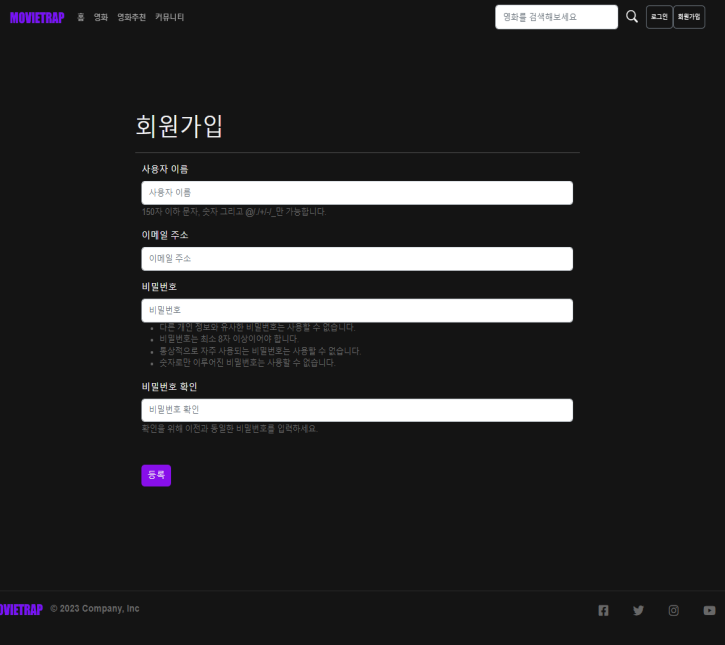 MOVIETRAP 홈 영화 영화추천 커뮤니티 영화를 검색해보세요 로그인 회원가입
회원가입
사용자 이름
사용자 이름
150자 이하 문자, 숫자 그리고 @/./+/-/_만 가능합니다.
이메일 주소
이메일 주소
비밀번호
비밀번호
다른 개인 정보와 유사한 비밀번호는 사용할 수 없습니다.
비밀번호는 최소 8자 이상이어야 합니다.
통상적으로 자주 사용되는 비밀번호는 사용할 수 없습니다.
숫자로만 이루어진 비밀번호는 사용할 수 없습니다.
비밀번호 확인
비밀번호 확인
확인을 위해 이전과 동일한 비밀번호를 입력하세요.
등록
OVIETRAP © 2023 Company, Inc